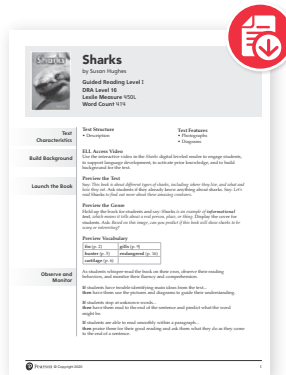 SHARKS
Sharks
by Susan Hughes
Guided Reading Level I
DRA Level 16
Lexile Measure 450L
Word Count 474
Text
Characteristics
Text Structure
• Description
Text Features
• Photographs
• Diagrams
Build Background
ELL Access Video
Use the interactive video in the Sharks digital leveled reader to engage students,
to support language development, to activate prior knowledge, and to build
background for the text.
Launch the Book
Preview the Text
Say: This book is about different types of sharks, including where they live, and what and
how they eat. Ask students if they already know anything about sharks. Say: Let's
read Sharks to find out more about these amazing creatures.
Preview the Genre
Hold up the book for students and say: Sharks is an example of informational
text, which means it tells about a real person, place, or thing. Display the cover for
students. Ask: Based on this image, can you predict if this book will show sharks to be
scary or interesting?
Preview Vocabulary
fin (p. 2)
gills (p. 9)
hunter (p. 5)
endangered (p. 16)
cartilage (p. 6)
Observe and
Monitor
As students whisper-read the book on their own, observe their reading
behaviors, and monitor their fluency and comprehension.
If students have trouble identifying main ideas from the text...
then have them use the pictures and diagrams to guide their understanding.
If students stop at unknown words...
then have them read to the end of the sentence and predict what the word
might be.
If students are able to read smoothly within a paragraph...
then praise them for their good reading and ask them what they do as they come
to the end of a sentence.
Pearson © Copyright 2020
1